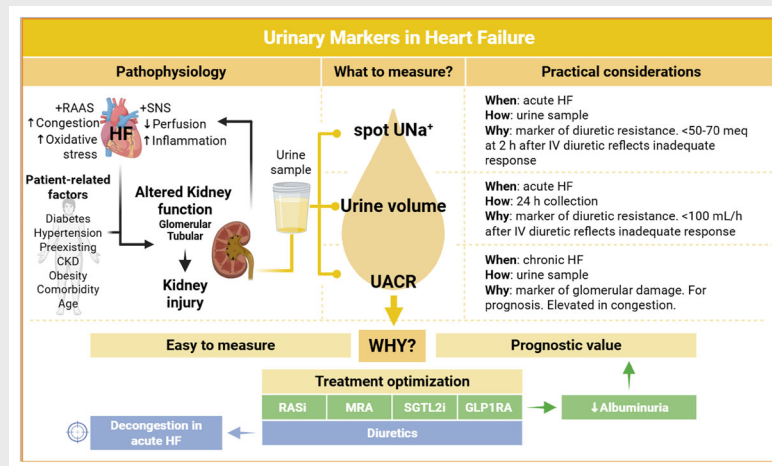 Urinary Markers in Heart Failure
Pathophysiology
What to measure?
Practical considerations
+RAAS
↑Congestion
↑Oxidative
stress
HF
+SNS
↓Perfusion
↑Inflammation
Patient-related
factors
Diabetes
Hypertension
Preexisting
CKD
Obesity
Comorbidity
Age
Altered Kidney
function
Glomerular
Tubular
Kidney
injury
Urine
sample
spot UNa⁺
Urine volume
UACR
When: acute HF
How: urine sample
Why: marker of diuretic resistance. <50-70 meq
at 2 h after IV diuretic reflects inadequate
response
When: acute HF
How: 24 h collection
Why: marker of diuretic resistance. <100 mL/h
after IV diuretic reflects inadequate response
When: chronic HF
How: urine sample
Why: marker of glomerular damage. For
prognosis. Elevated in congestion.
Easy to measure
WHY?
Prognostic value
Treatment optimization
RASi
MRA
SGTL2i
GLP1RA
↓Albuminuria
Diuretics
Decongestion in
acute HF